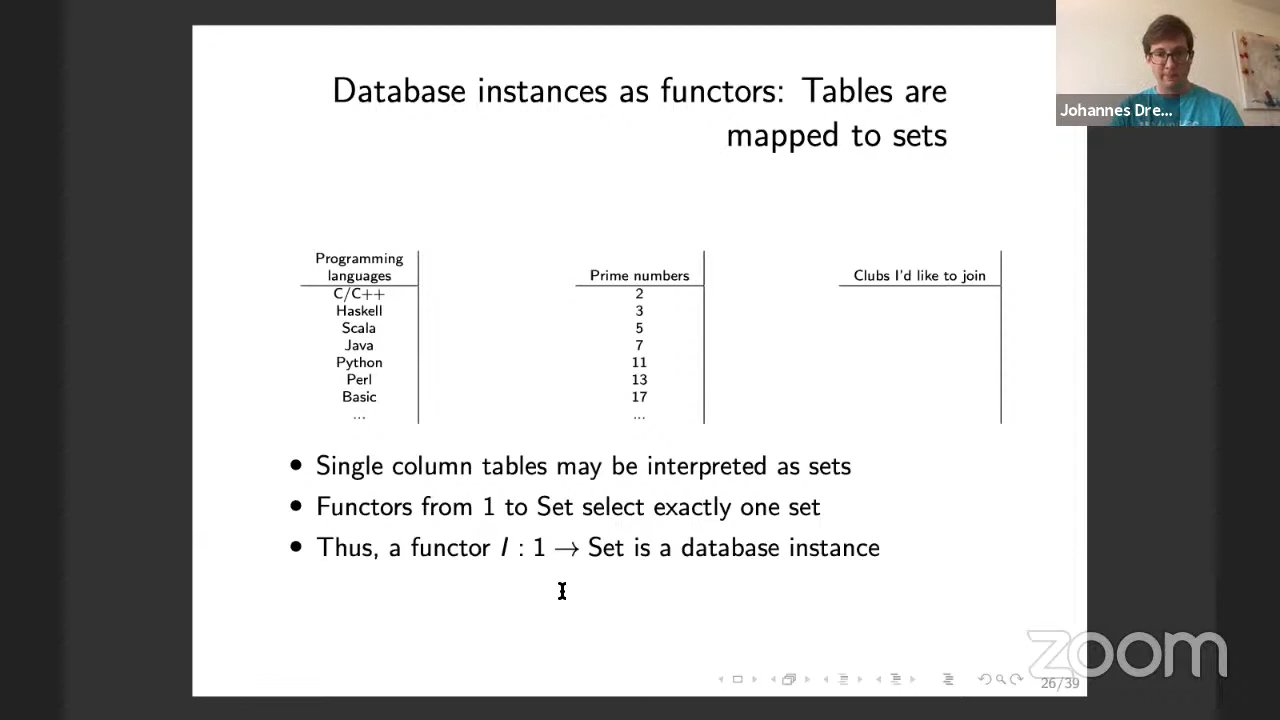 Database instances as functors: Tables are
mapped to sets
Johannes Dre...
Programming
languages
C/C++
Haskell
Scala
Java
Python
Perl
Basic
...
Prime numbers
2
3
5
7
11
13
17
...
Clubs I'd like to join
• Single column tables may be interpreted as sets
• Functors from 1 to Set select exactly one set
• Thus, a functor I : 1 → Set is a database instance
zoom
26/39